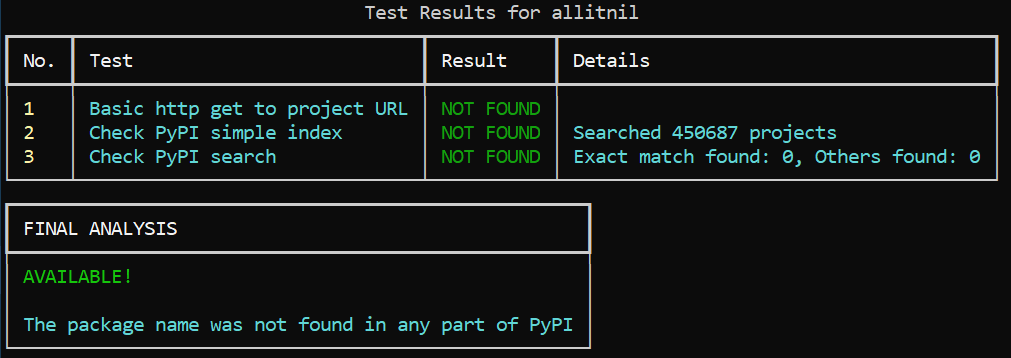 Test Results for allitnil
No. Test Result Details
1 Basic http get to project URL NOT FOUND
2 Check PyPI simple index NOT FOUND Searched 450687 projects
3 Check PyPI search NOT FOUND Exact match found: 0, Others found: 0
FINAL ANALYSIS
AVAILABLE!
The package name was not found in any part of PyPI